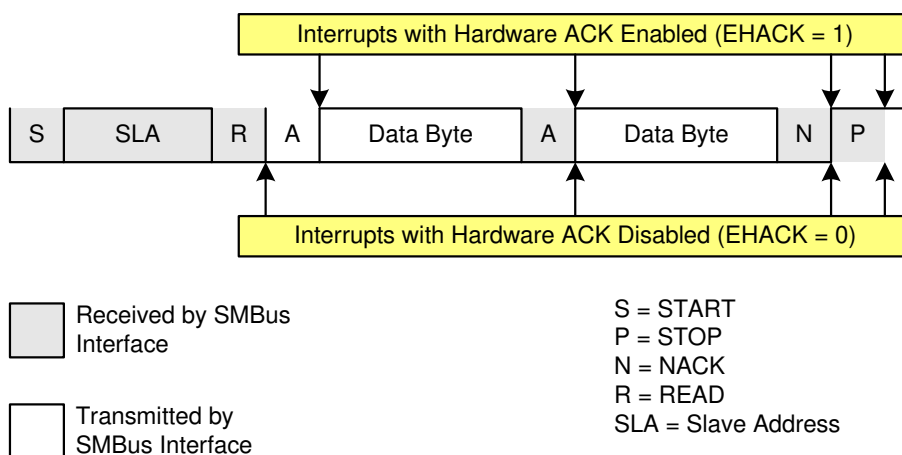 Interrupts with Hardware ACK Enabled (EHACK = 1)
S SLA R A Data Byte A Data Byte N P
Interrupts with Hardware ACK Disabled (EHACK = 0)
Received by SMBus
Interface
Transmitted by
SMBus Interface
S = START
P = STOP
N = NACK
R = READ
SLA = Slave Address